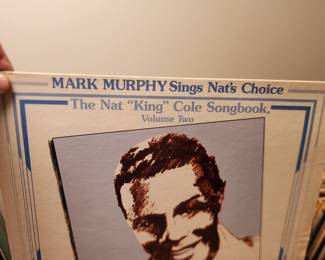 MARK MURPHY Sings Nat's Choice
The Nat "King" Cole Songbook,
Volume Two